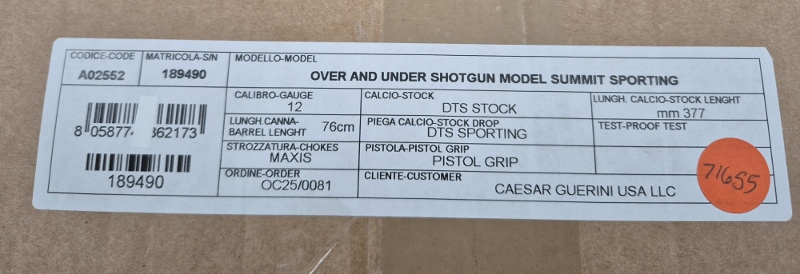 CODICE-CODE
A02552
MATRICOLA-S/N
189490
MODELLO-MODEL
OVER AND UNDER SHOTGUN MODEL SUMMIT SPORTING
8 058774 362173
189490
CALIBRO-GAUGE
12
LUNGH.CANNA-
BARREL LENGHT 76cm
STROZZATURA-CHOKES
MAXIS
ORDINE-ORDER
OC25/0081
CALCIO-STOCK
DTS STOCK
PIEGA CALCIO-STOCK DROP
DTS SPORTING
PISTOLA-PISTOL GRIP
PISTOL GRIP
CLIENTE-CUSTOMER
CAESAR GUERINI USA LLC
LUNGH. CALCIO-STOCK LENGHT
mm 377
TEST-PROOF TEST
71655